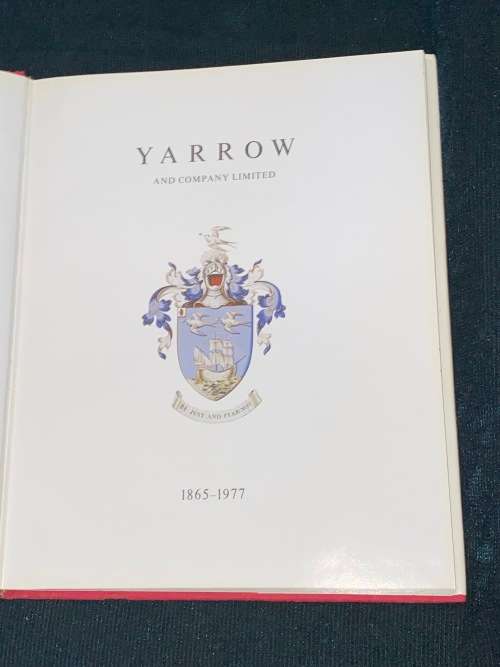 YARROW
AND COMPANY LIMITED
BE JUST AND FEAR NOT
1865–1977